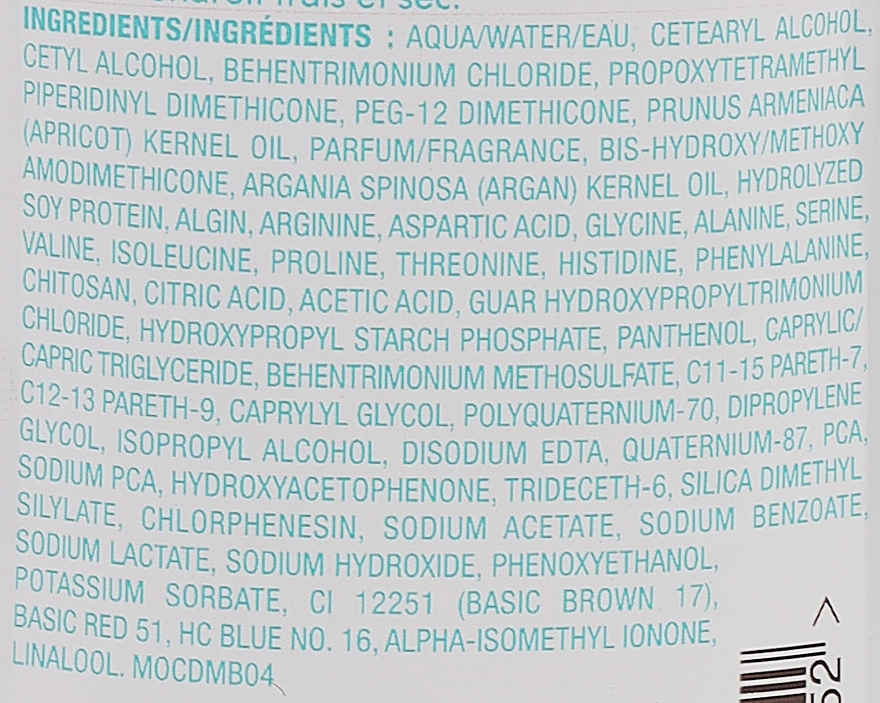 frais et sec.
INGREDIENTS/INGRÉDIENTS : AQUA/WATER/EAU, CETEARYL ALCOHOL,
CETYL ALCOHOL, BEHENTRIMONIUM CHLORIDE, PROPOXYTETRAMETHYL
PIPERIDINYL DIMETHICONE, PEG-12 DIMETHICONE, PRUNUS ARMENIACA
(APRICOT) KERNEL OIL, PARFUM/FRAGRANCE, BIS-HYDROXY/METHOXY
AMODIMETHICONE, ARGANIA SPINOSA (ARGAN) KERNEL OIL, HYDROLYZED
SOY PROTEIN, ALGIN, ARGININE, ASPARTIC ACID, GLYCINE, ALANINE, SERINE,
VALINE, ISOLEUCINE, PROLINE, THREONINE, HISTIDINE, PHENYLALANINE,
CHITOSAN, CITRIC ACID, ACETIC ACID, GUAR HYDROXYPROPYLTRIMONIUM
CHLORIDE, HYDROXYPROPYL STARCH PHOSPHATE, PANTHENOL, CAPRYLIC/
CAPRIC TRIGLYCERIDE, BEHENTRIMONIUM METHOSULFATE, C11-15 PARETH-7,
C12-13 PARETH-9, CAPRYLYL GLYCOL, POLYQUATERNIUM-70, DIPROPYLENE
GLYCOL, ISOPROPYL ALCOHOL, DISODIUM EDTA, QUATERNIUM-87, PCA,
SODIUM PCA, HYDROXYACETOPHENONE, TRIDECETH-6, SILICA DIMETHYL
SILYLATE, CHLORPHENESIN, SODIUM ACETATE, SODIUM BENZOATE,
SODIUM LACTATE, SODIUM HYDROXIDE, PHENOXYETHANOL,
POTASSIUM SORBATE, CI 12251 (BASIC BROWN 17),
BASIC RED 51, HC BLUE NO. 16, ALPHA-ISOMETHYL IONONE,
LINALOOL. MOCDMB04
52
>